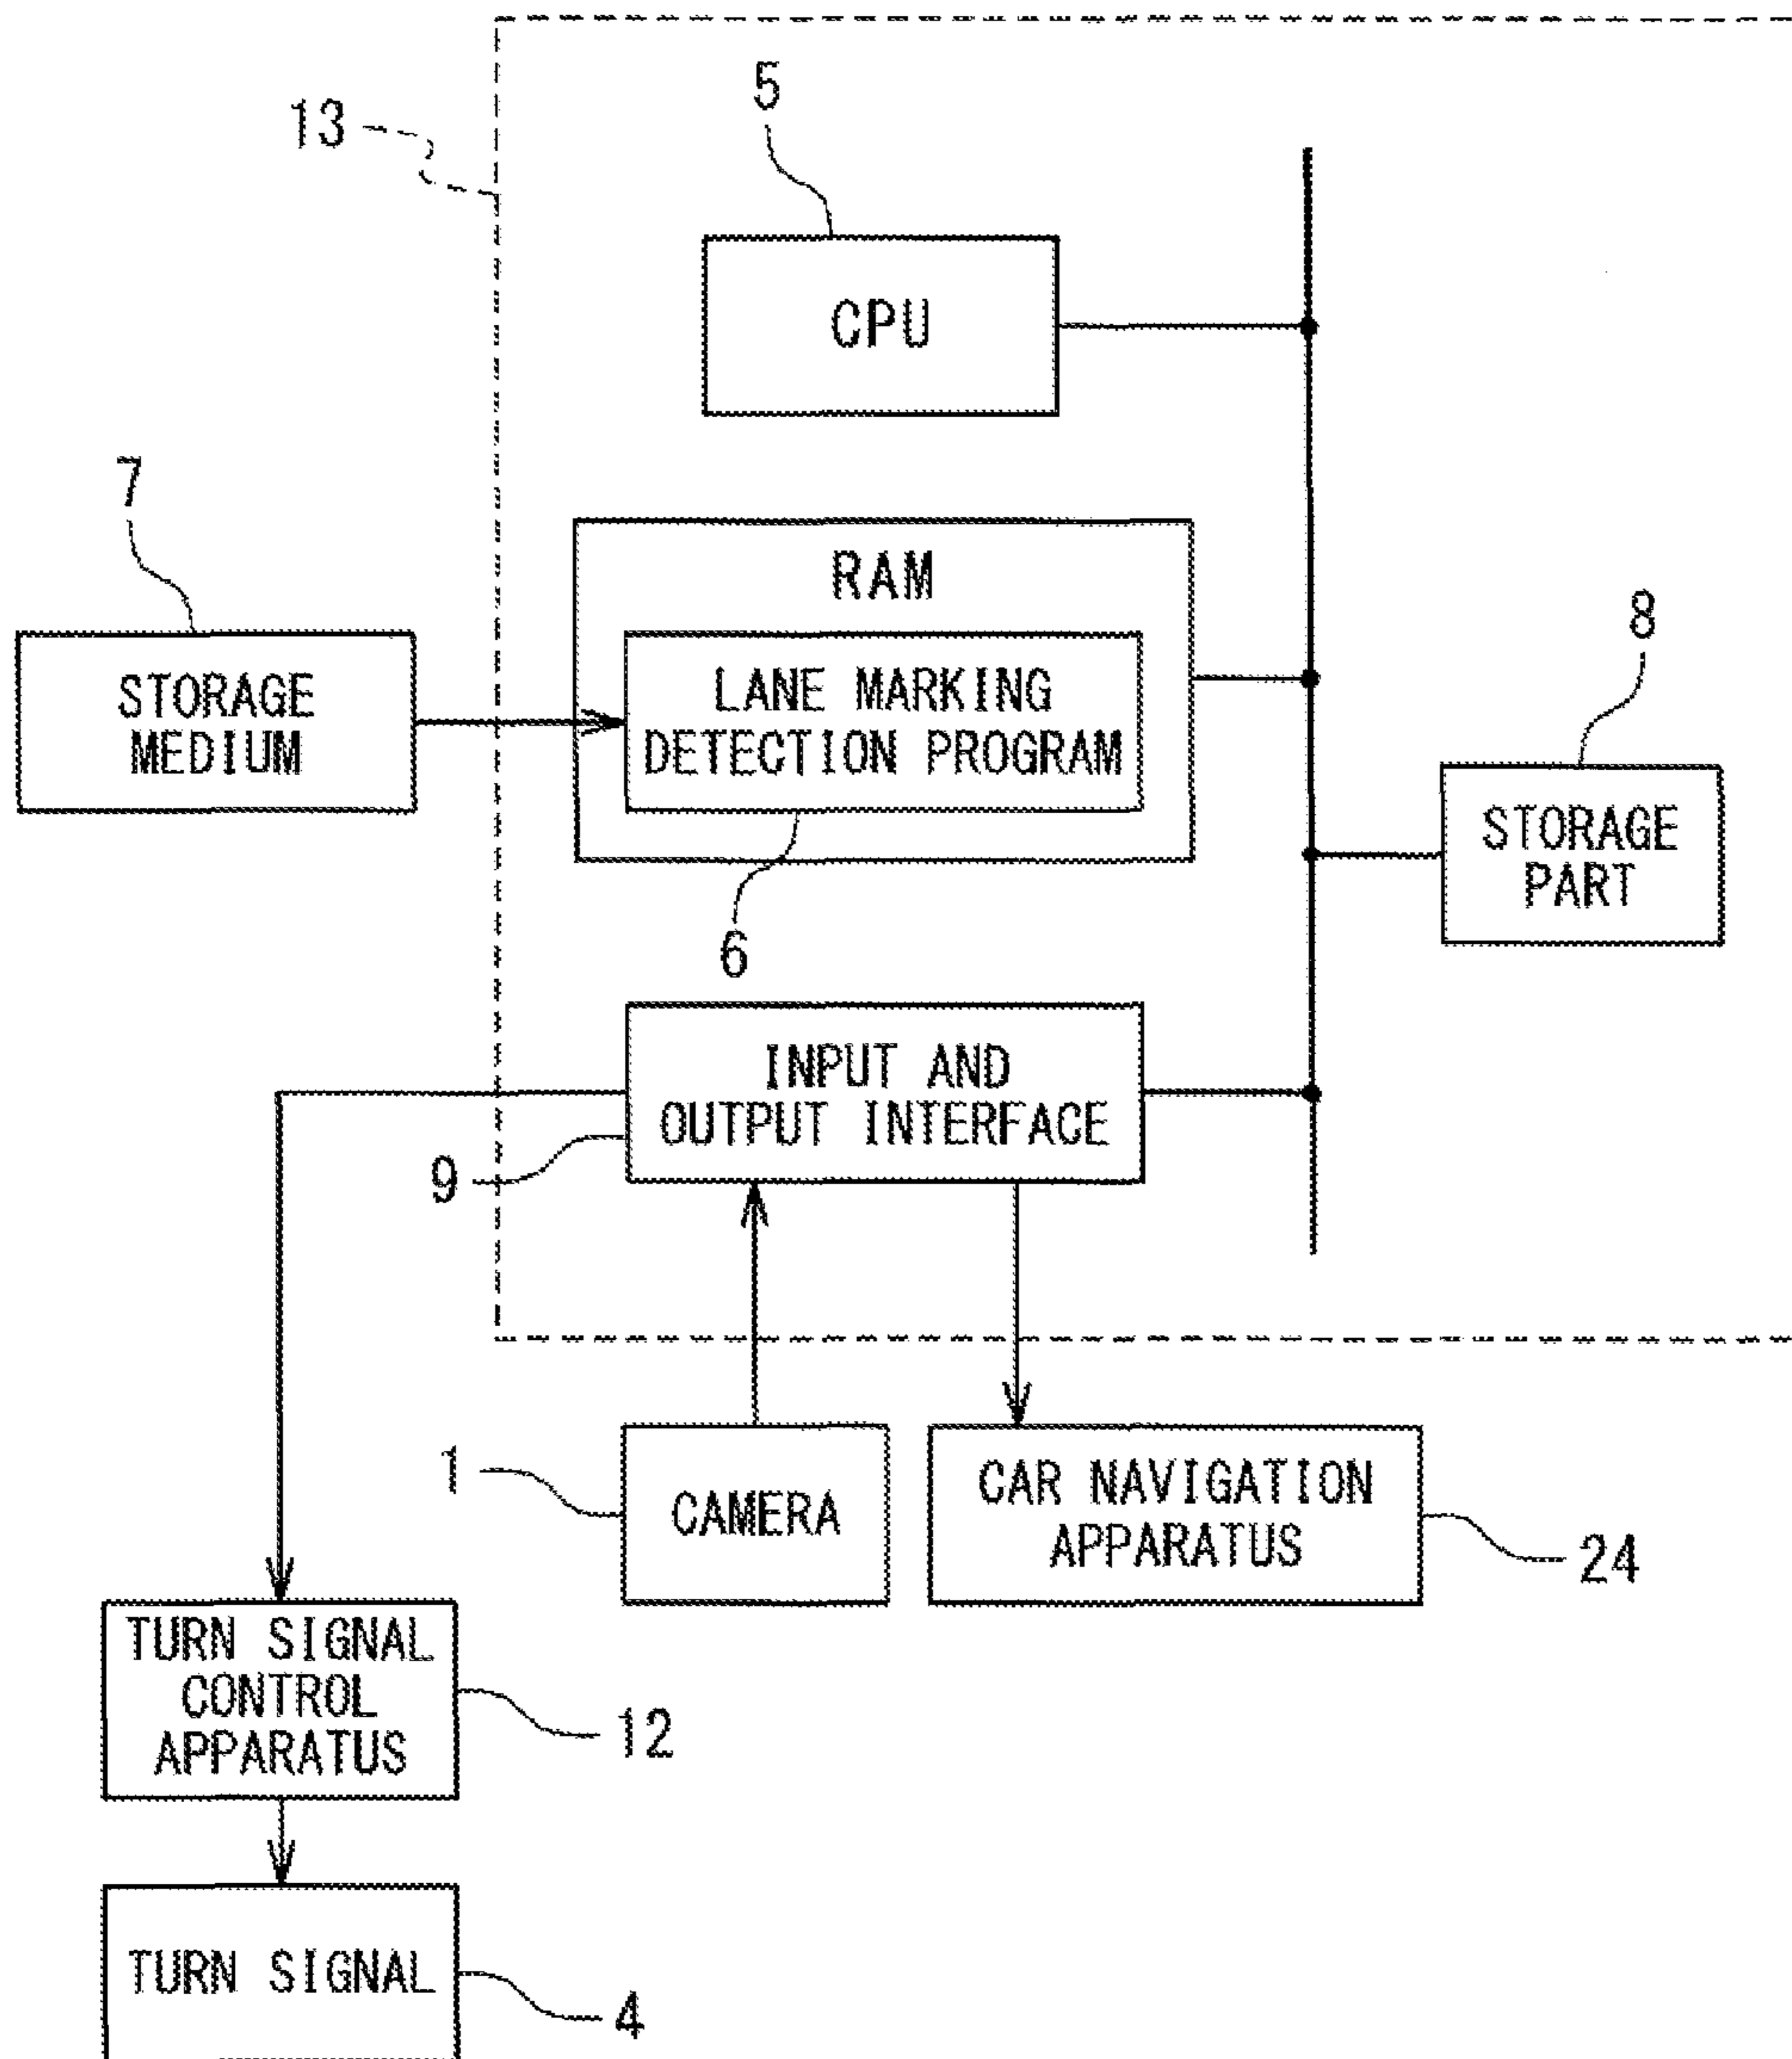 5
13
CPU
7
RAM
8
STORAGE
MEDIUM
LANE MARKING
DETECTION PROGRAM
STORAGE
PART
6
INPUT AND
OUTPUT INTERFACE
9
1
CAMERA
CAR NAVIGATION
APPARATUS
24
TURN SIGNAL
CONTROL
APPARATUS
12
TURN SIGNAL
4